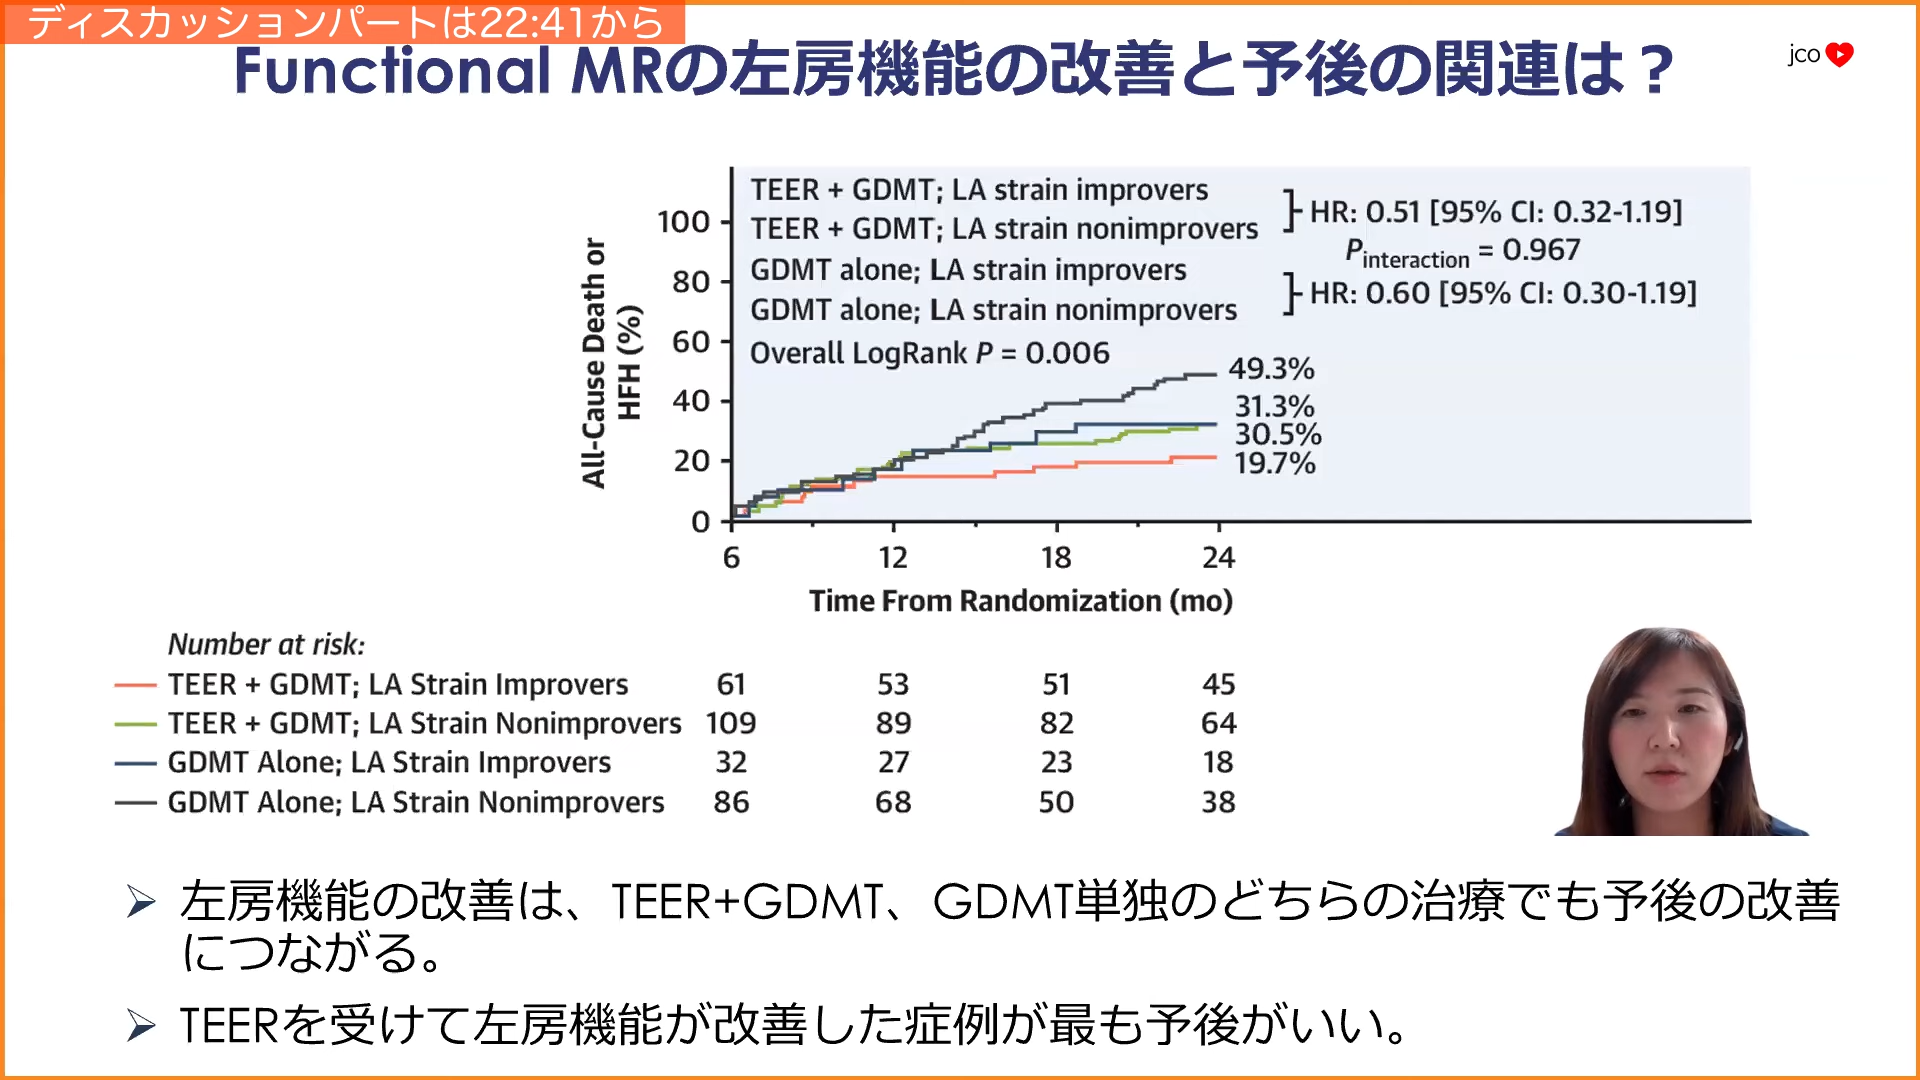 ディスカッションパートは22:41から
Functional MRの左房機能の改善と予後の関連は？
jco
TEER + GDMT; LA strain improvers
TEER + GDMT; LA strain nonimprovers
HR: 0.51 [95% CI: 0.32-1.19]
Pinteraction = 0.967
GDMT alone; LA strain improvers
GDMT alone; LA strain nonimprovers
HR: 0.60 [95% CI: 0.30-1.19]
Overall LogRank P = 0.006
All-Cause Death or
HFH (%)
100
80
60
40
20
0
49.3%
31.3%
30.5%
19.7%
6 12 18 24
Time From Randomization (mo)
Number at risk:
TEER + GDMT; LA Strain Improvers 61 53 51 45
TEER + GDMT; LA Strain Nonimprovers 109 89 82 64
GDMT Alone; LA Strain Improvers 32 27 23 18
GDMT Alone; LA Strain Nonimprovers 86 68 50 38
➢ 左房機能の改善は、TEER+GDMT、GDMT単独のどちらの治療でも予後の改善
につながる。
➢ TEERを受けて左房機能が改善した症例が最も予後がいい。